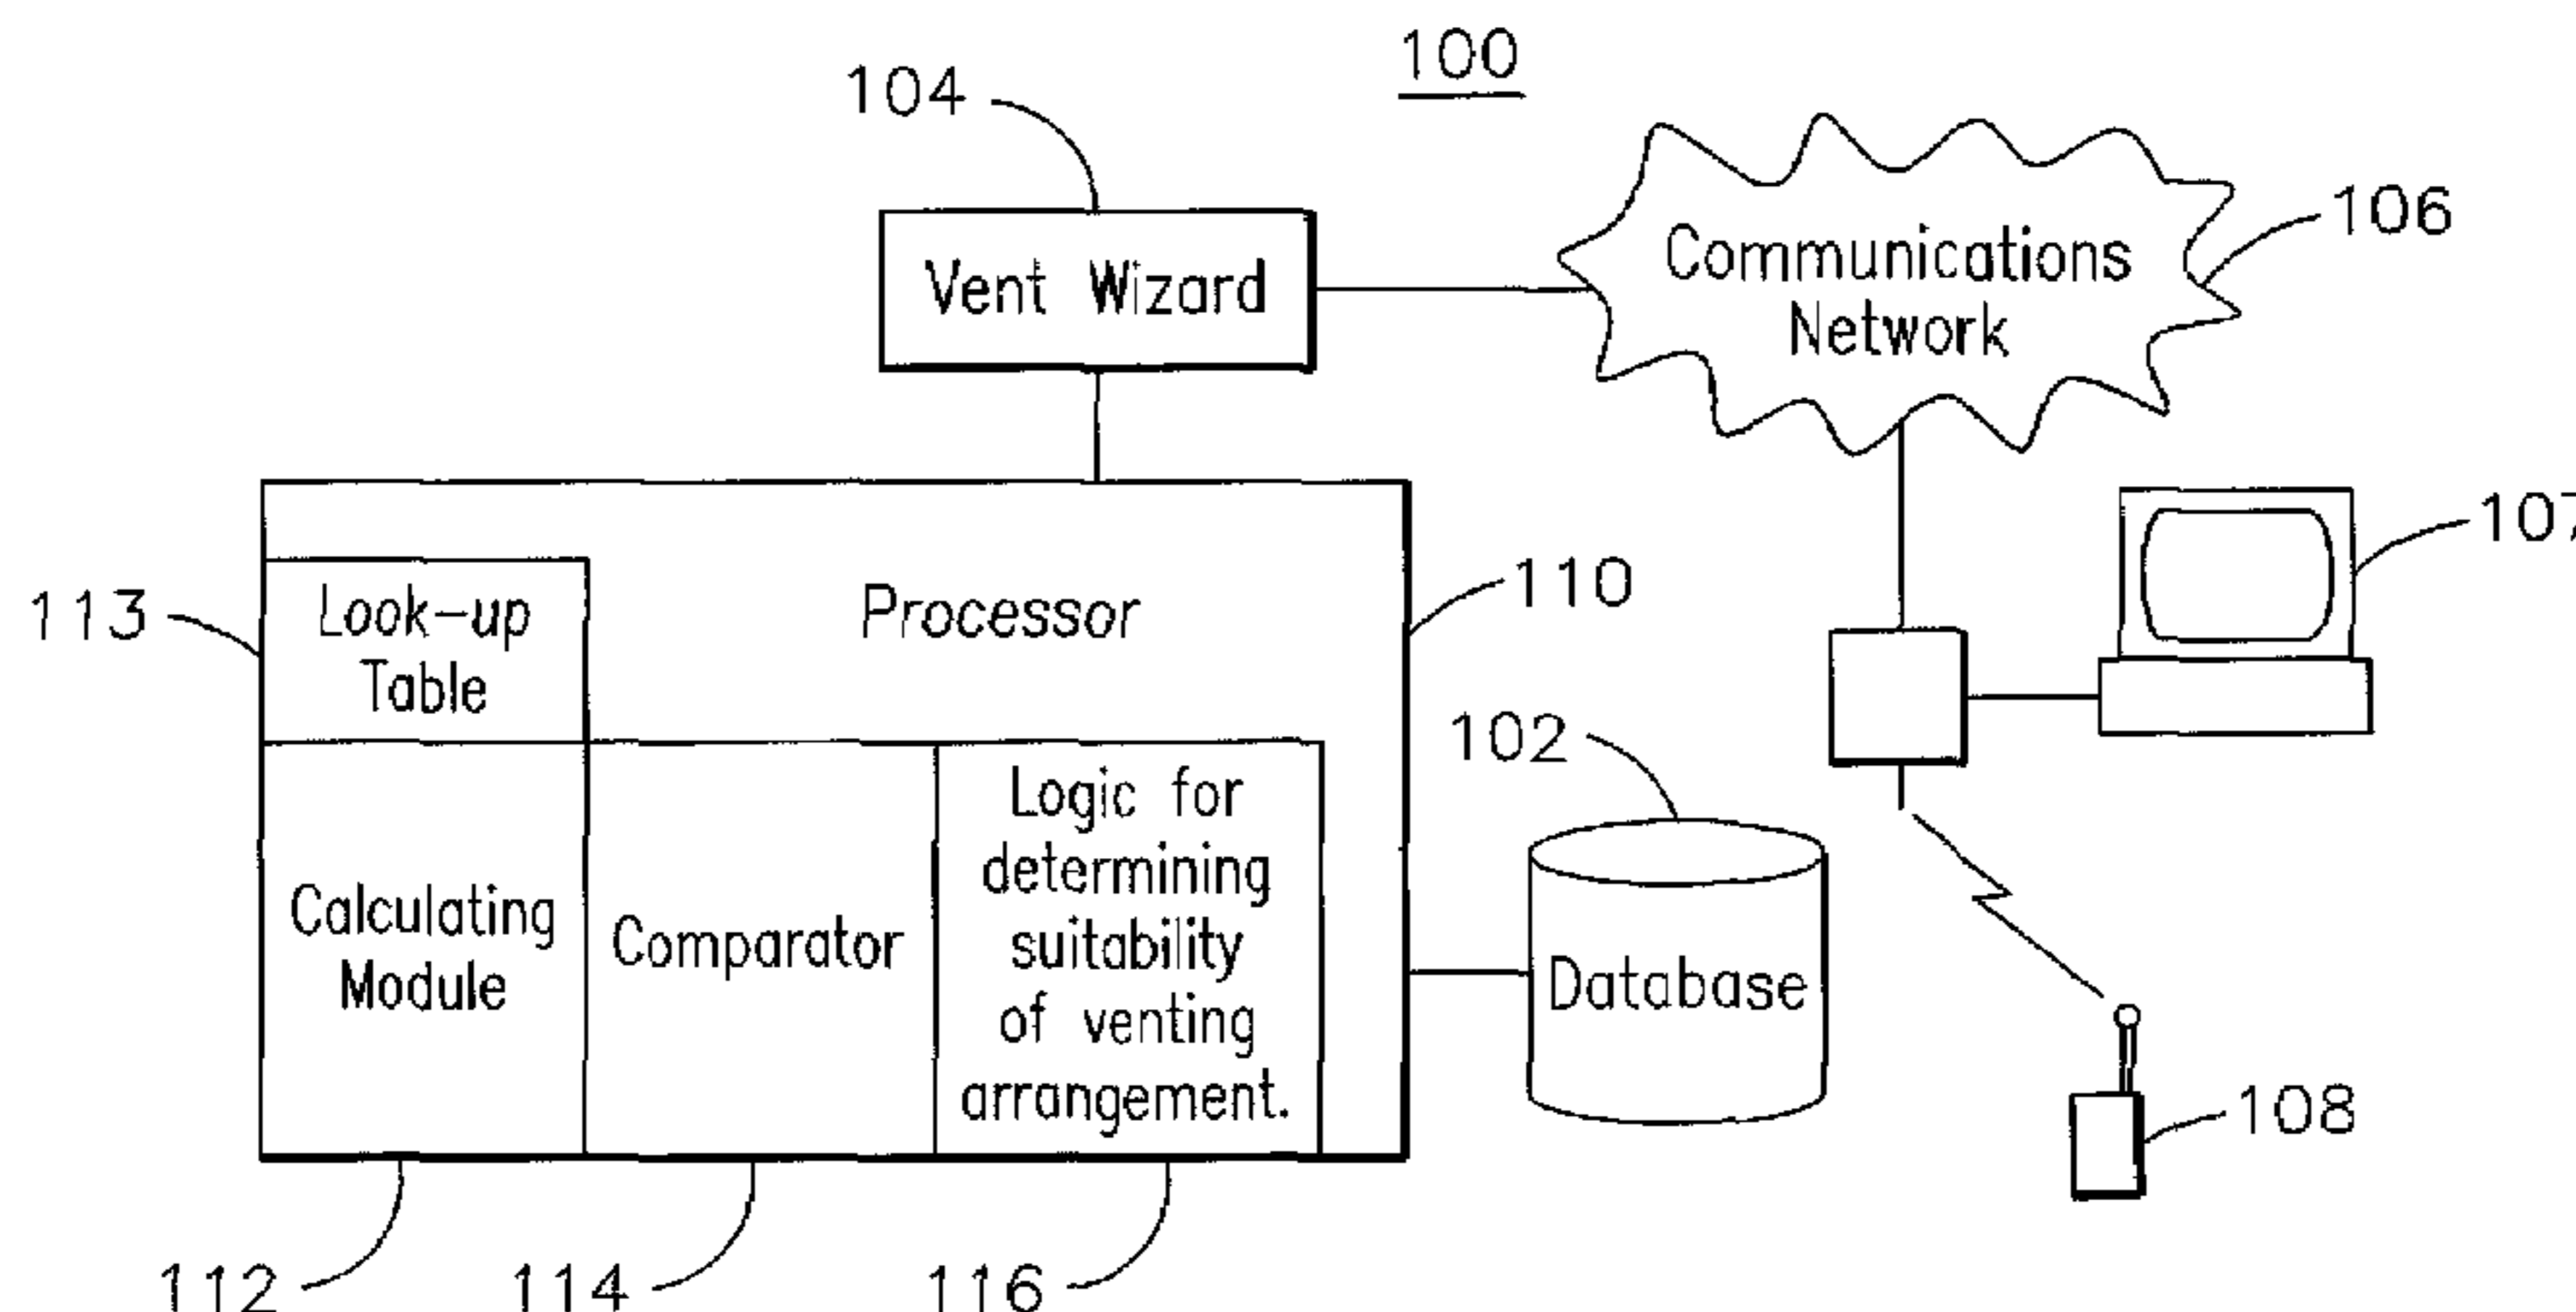 100
104
Vent Wizard
Communications
Network
106
107
113
Look-up
Table
Processor
110
102
Calculating
Module
Comparator
Logic for
determining
suitability
of venting
arrangement.
Database
108
112
114
116